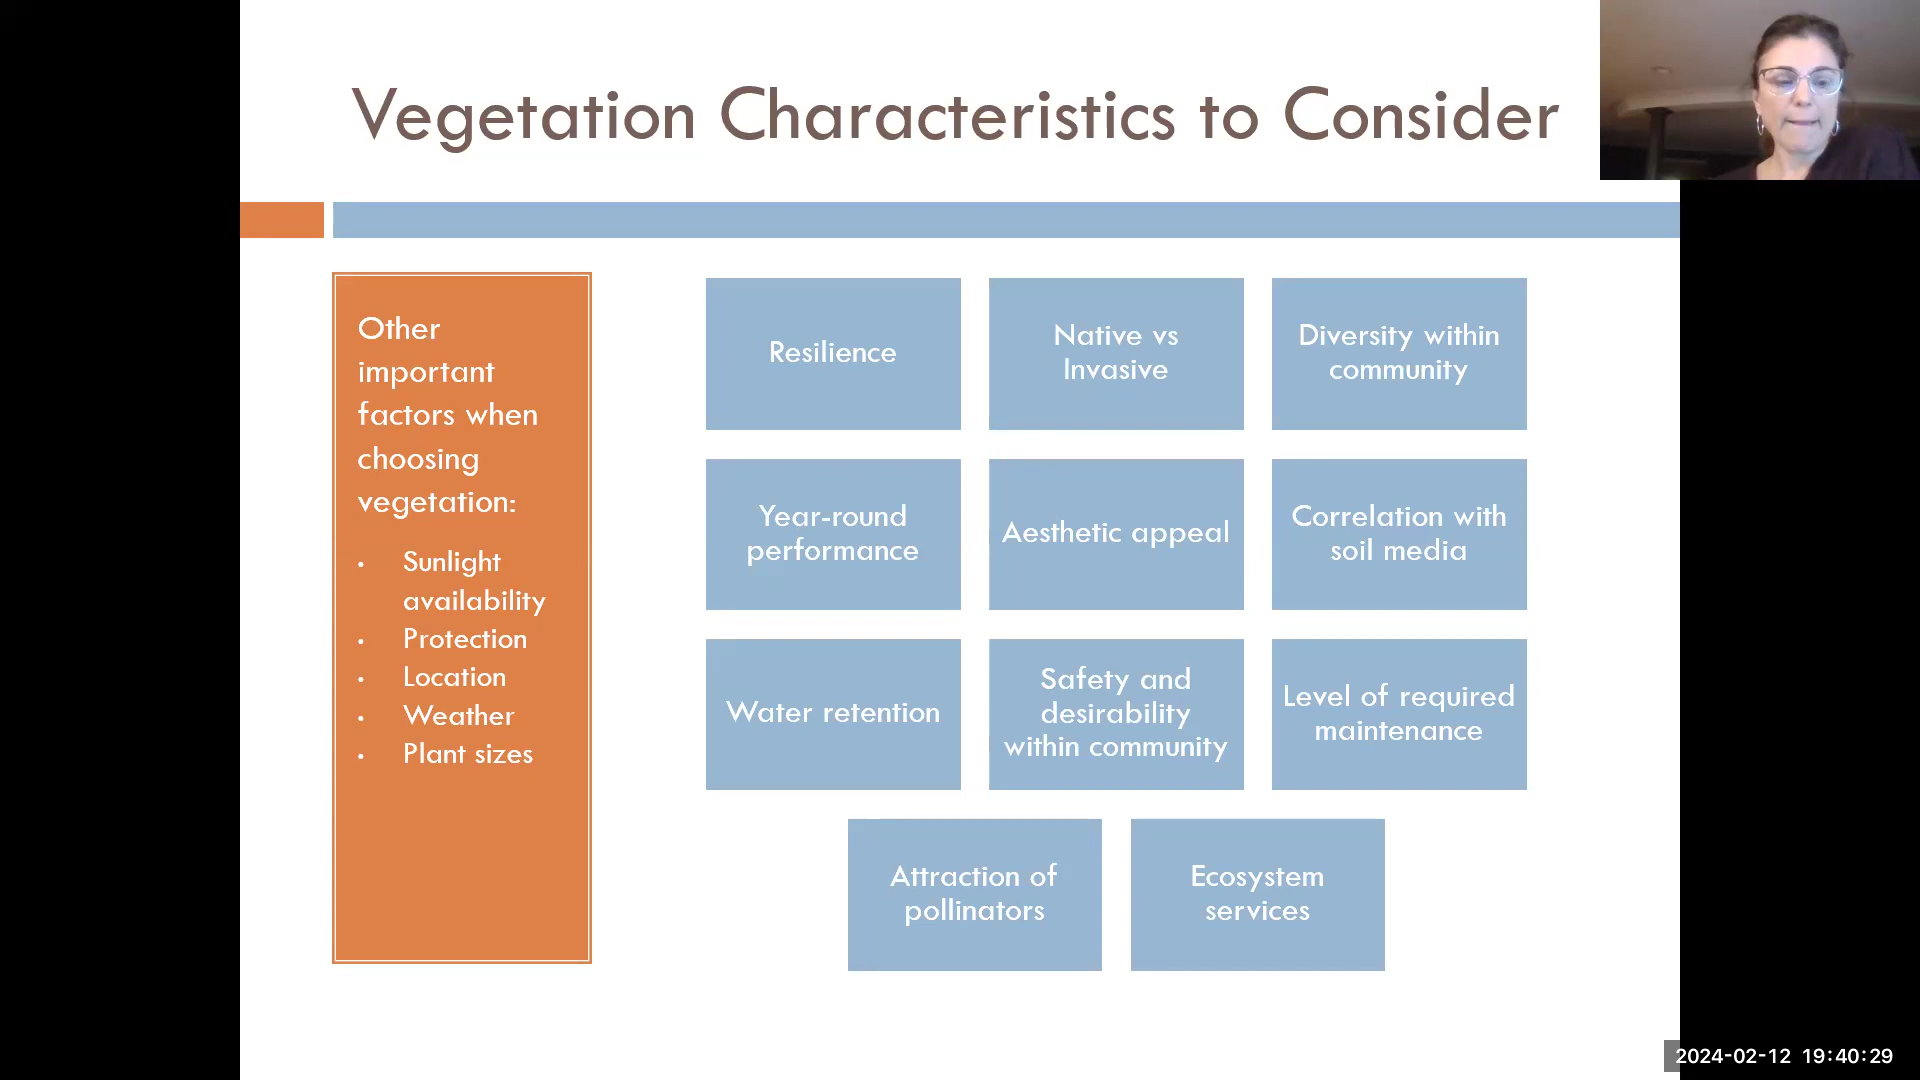 Vegetation Characteristics to Consider
Other
important
factors when
choosing
vegetation:
• Sunlight
availability
• Protection
• Location
• Weather
• Plant sizes
Resilience
Native vs
Invasive
Diversity within
community
Year-round
performance
Aesthetic appeal
Correlation with
soil media
Water retention
Safety and
desirability
within community
Level of required
maintenance
Attraction of
pollinators
Ecosystem
services
2024-02-12 19:40:29